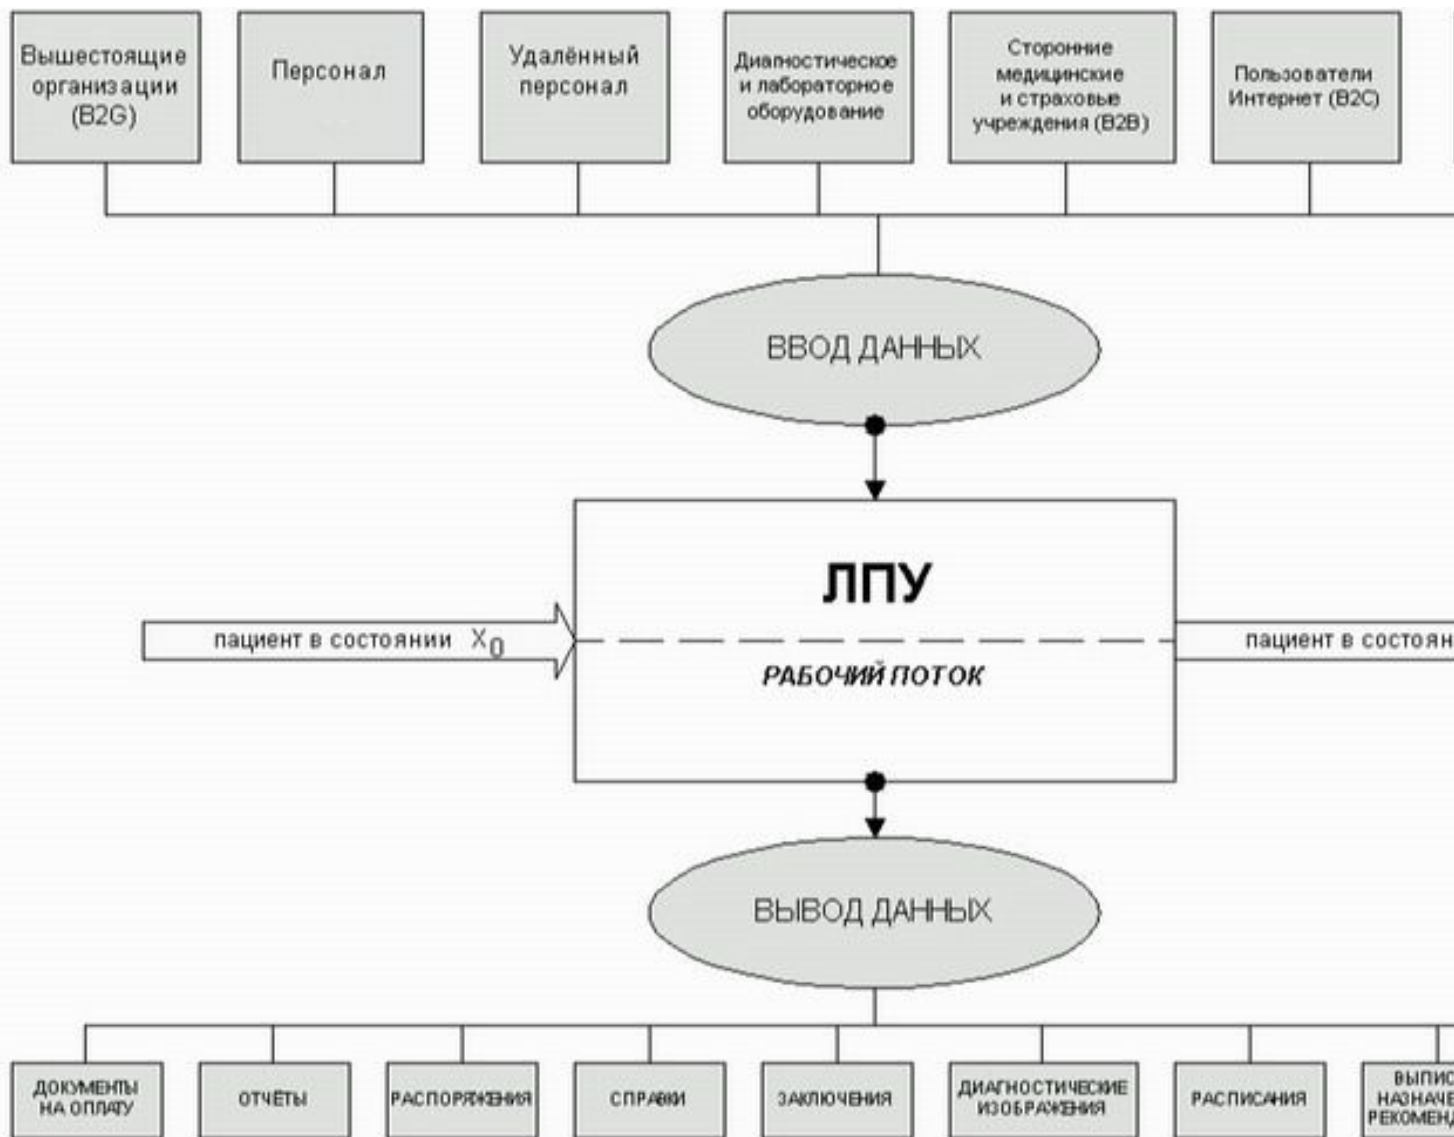 Вышестоящие
организации
(B2G)
Персонал
Удалённый
персонал
Диагностическое
и лабораторное
оборудование
Сторонние
медицинские
и страховые
учреждения (B2B)
Пользователи
Интернет (B2C)
ВВОД ДАННЫХ
ЛПУ
пациент в состоянии X0
пациент в
РАБОЧИЙ ПОТОК
ВЫВОД ДАННЫХ
ДОКУМЕНТЫ
НА ОПЛАТУ
ОТЧЁТЫ
РАСПОРЯЖЕНИЯ
СПРАВКИ
ЗАКЛЮЧЕНИЯ
ДИАГНОСТИЧЕСКИЕ
ИЗОБРАЖЕНИЯ
РАСПИСАНИЯ